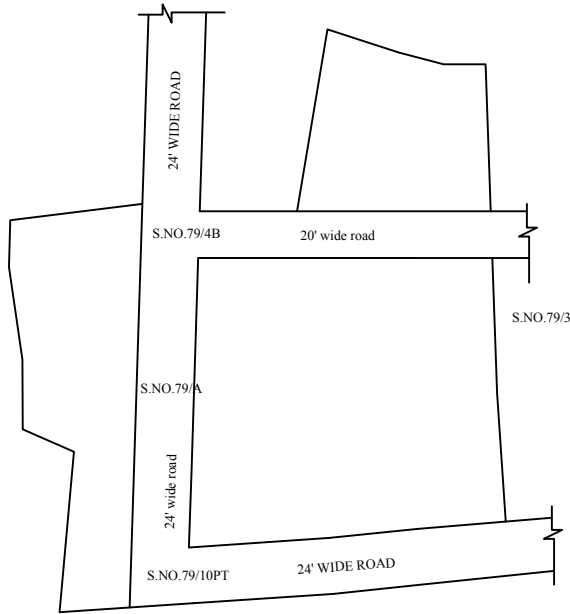 24' WIDE ROAD
S.NO.79/4B
20' wide road
S.NO.79/3
S.NO.79/A
24' wide road
24' WIDE ROAD
S.NO.79/10PT